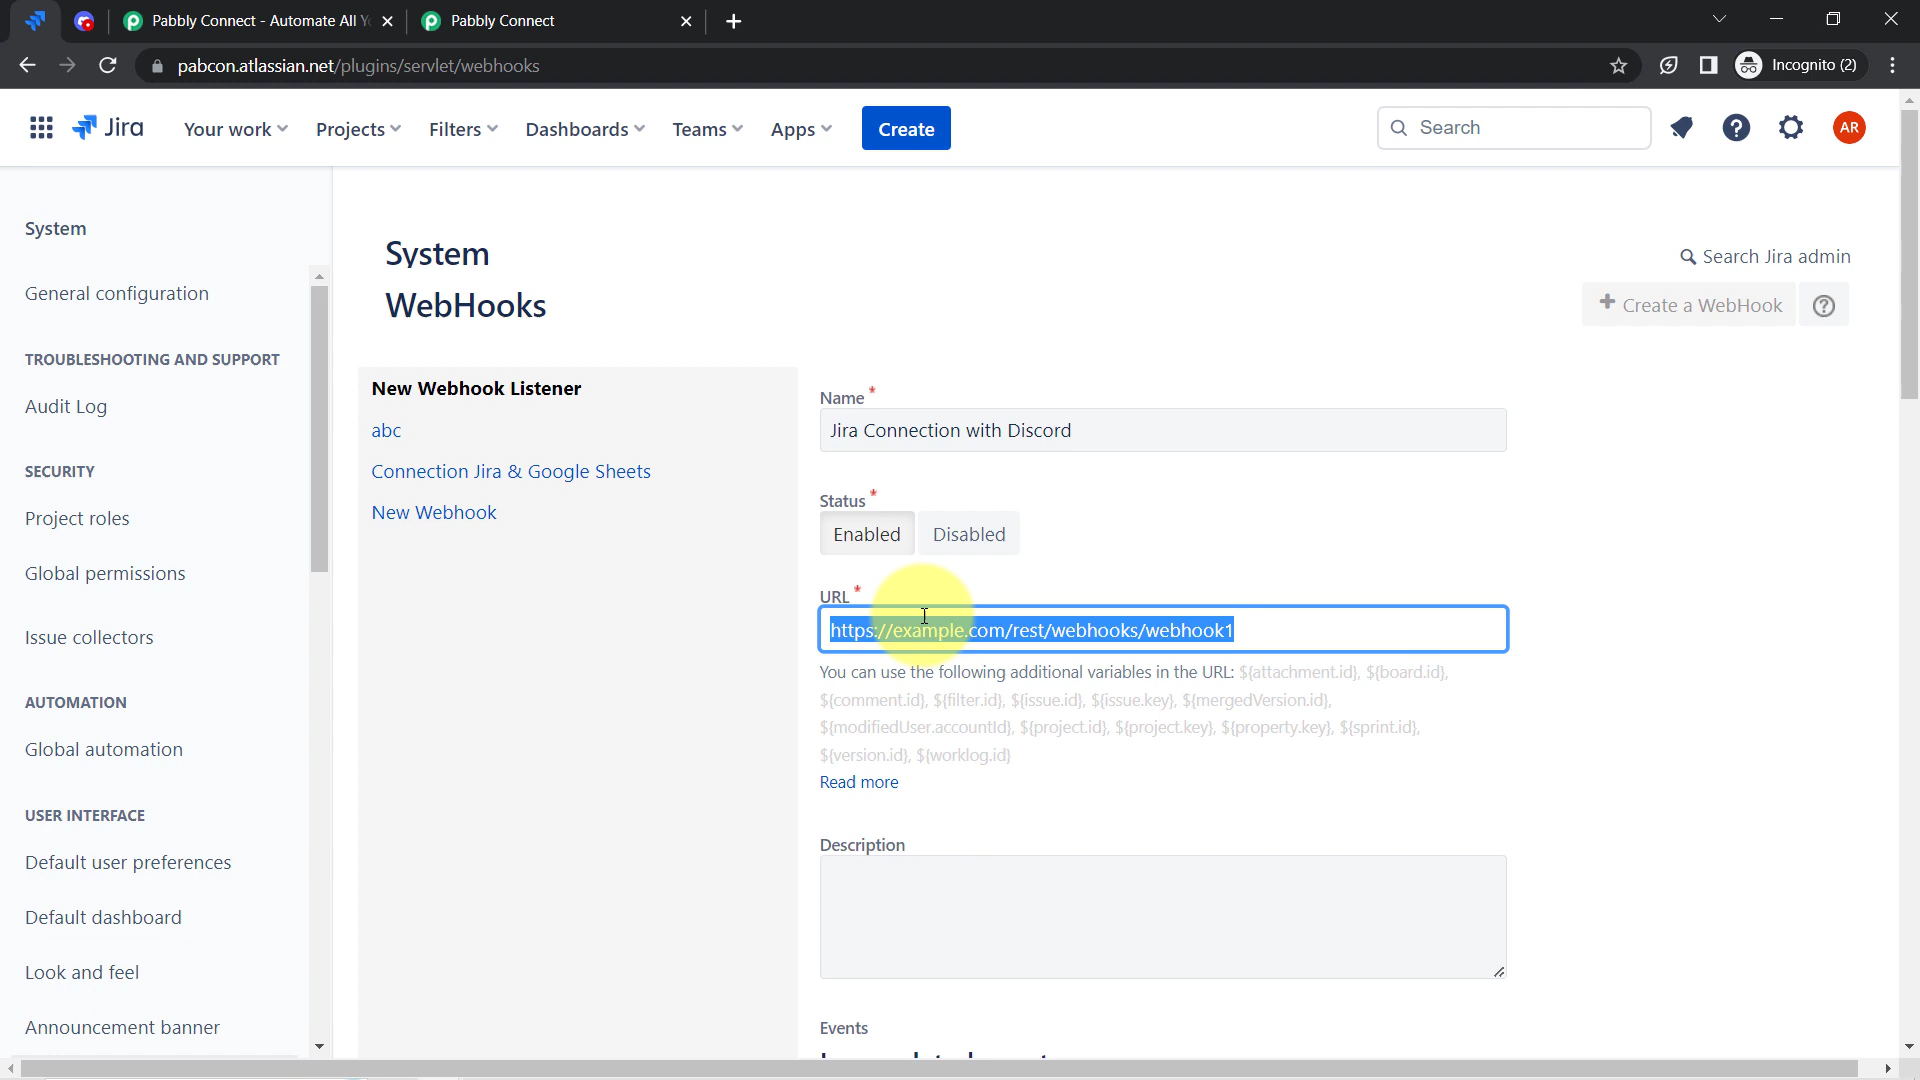 Pabbly Connect - Automate All Y
Pabbly Connect
pabcon.atlassian.net/plugins/servlet/webhooks
Incognito (2)
Jira
Your work
Projects
Filters
Dashboards
Teams
Apps
Create
Search
AR
System
General configuration
TROUBLESHOOTING AND SUPPORT
Audit Log
SECURITY
Project roles
Global permissions
Issue collectors
AUTOMATION
Global automation
USER INTERFACE
Default user preferences
Default dashboard
Look and feel
Announcement banner
System
Search Jira admin
WebHooks
Create a WebHook
New Webhook Listener
abc
Connection Jira & Google Sheets
New Webhook
Name *
Jira Connection with Discord
Status *
Enabled
Disabled
URL *
https://example.com/rest/webhooks/webhook1
You can use the following additional variables in the URL: ${attachment.id}, ${board.id},
${comment.id}, ${filter.id}, ${issue.id}, ${issue.key}, ${mergedVersion.id},
${modifiedUser.accountId}, ${project.id}, ${project.key}, ${property.key}, ${sprint.id},
${version.id}, ${worklog.id}
Read more
Description
Events